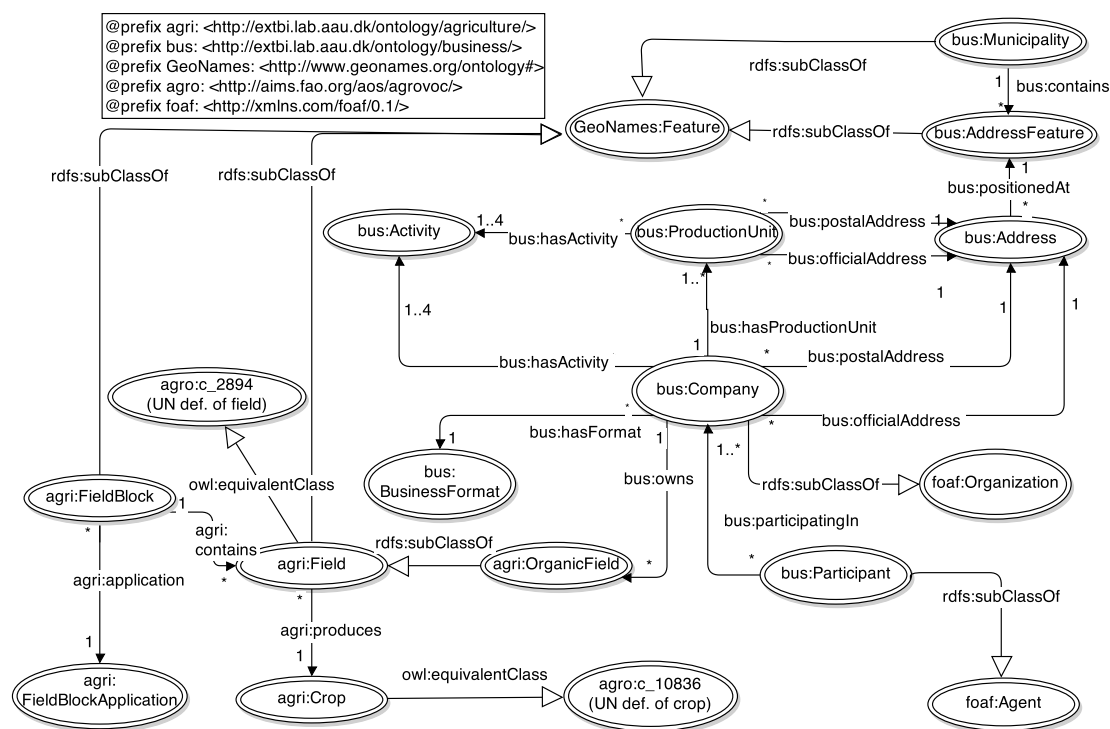 @prefix agri: <http://extbi.lab.aau.dk/ontology/agriculture/>
@prefix bus: <http://extbi.lab.aau.dk/ontology/business/>
@prefix GeoNames: <http://www.geonames.org/ontology#>
@prefix agro: <http://aims.fao.org/aos/agrovoc/>
@prefix foaf: <http://xmlns.com/foaf/0.1/>
bus:Municipality
rdfs:subClassOf
1
bus:contains
*
GeoNames:Feature
rdfs:subClassOf
bus:AddressFeature
rdfs:subClassOf
rdfs:subClassOf
1
bus:positionedAt
*
bus:Activity
1..4
bus:hasActivity
*
bus:ProductionUnit
*
bus:postalAddress
1
bus:Address
*
bus:officialAddress
1
1..*
1..4
1
1
bus:hasProductionUnit
1
bus:hasActivity
*
bus:postalAddress
bus:Company
agro:c_2894
(UN def. of field)
*
bus:hasFormat
1
1
*
bus:officialAddress
1..*
bus:
BusinessFormat
bus:owns
rdfs:subClassOf
foaf:Organization
owl:equivalentClass
agri:FieldBlock
1
*
agri:
contains
*
bus:participatingIn
rdfs:subClassOf
agri:Field
agri:OrganicField
*
*
bus:Participant
agri:application
*
rdfs:subClassOf
agri:produces
1
1
owl:equivalentClass
agri:
FieldBlockApplication
agri:Crop
agro:c_10836
(UN def. of crop)
foaf:Agent